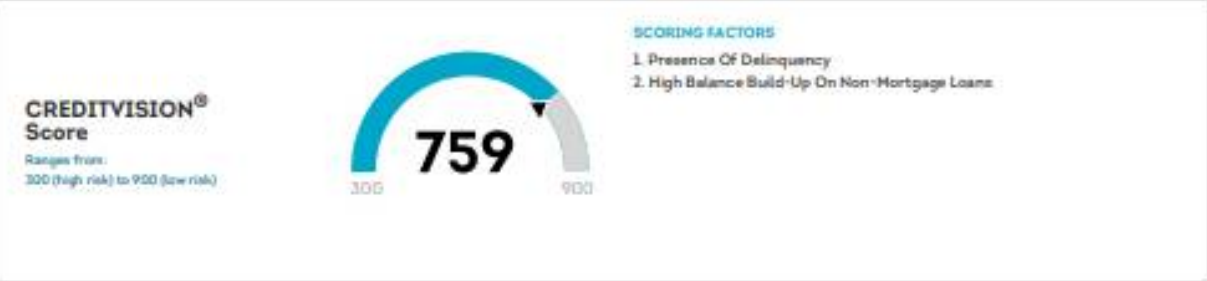 CREDITVISION®
Score
Ranges from:
300 (high risk) to 900 (low risk)
759
300
900
SCORING FACTORS
1. Presence Of Delinquency
2. High Balance Build-Up On Non-Mortgage Loans